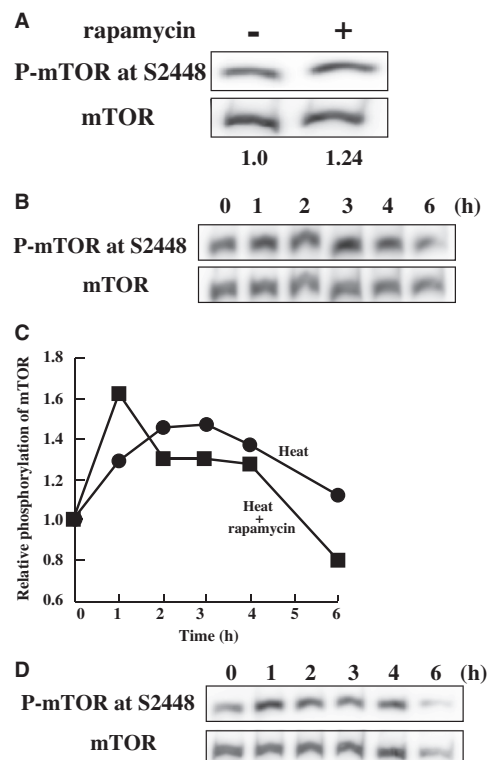 A
rapamycin - +
P-mTOR at S2448
mTOR
1.0 1.24
B
0 1 2 3 4 6 (h)
P-mTOR at S2448
mTOR
C
Relative phosphorylation of mTOR
1.8
1.6
1.4
1.2
1.0
0.8
0.6
Heat
Heat
+
rapamycin
0 1 2 3 4 5 6
Time (h)
D
0 1 2 3 4 6 (h)
P-mTOR at S2448
mTOR